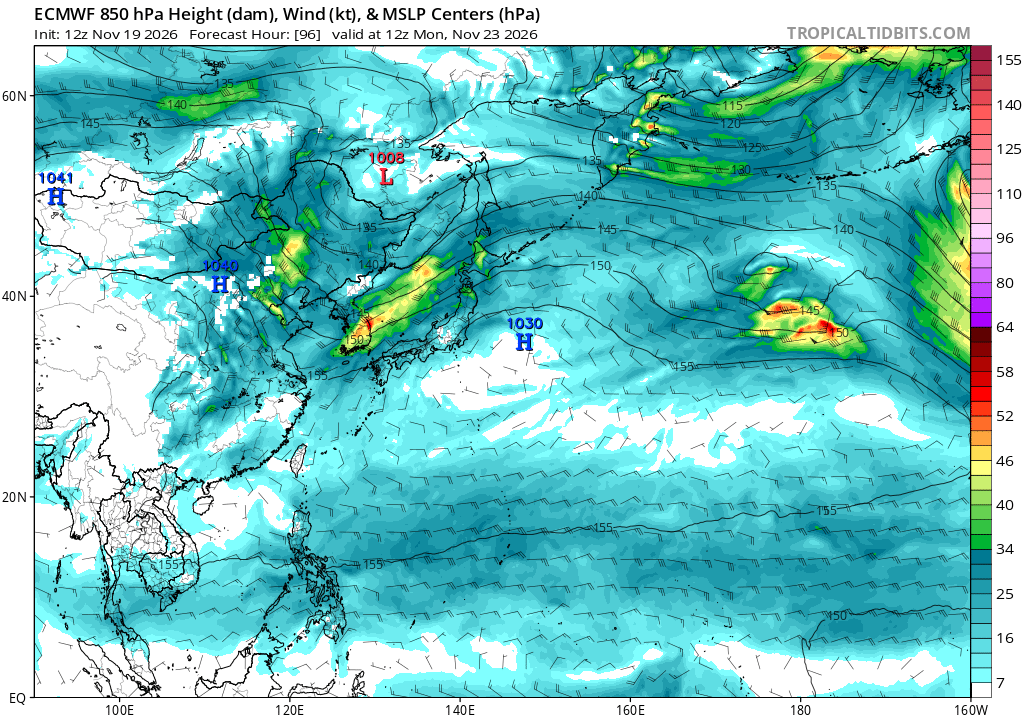 ECMWF 850 hPa Height (dam), Wind (kt), & MSLP Centers (hPa)
Init: 12z Nov 19 2026   Forecast Hour: [96]   valid at 12z Mon, Nov 23 2026
TROPICALTIDBITS.COM
155
135
60N
140
115
140
145
120
135
125
125
1008
L
135
130
1041
H
135
140
110
135
145
140
96
1040
H
140
150
80
40N
145
64
1030
H
150
150
155
155
58
52
46
20N
155
155
40
155
155
34
150
25
16
7
EQ
100E
120E
140E
160E
180
160W